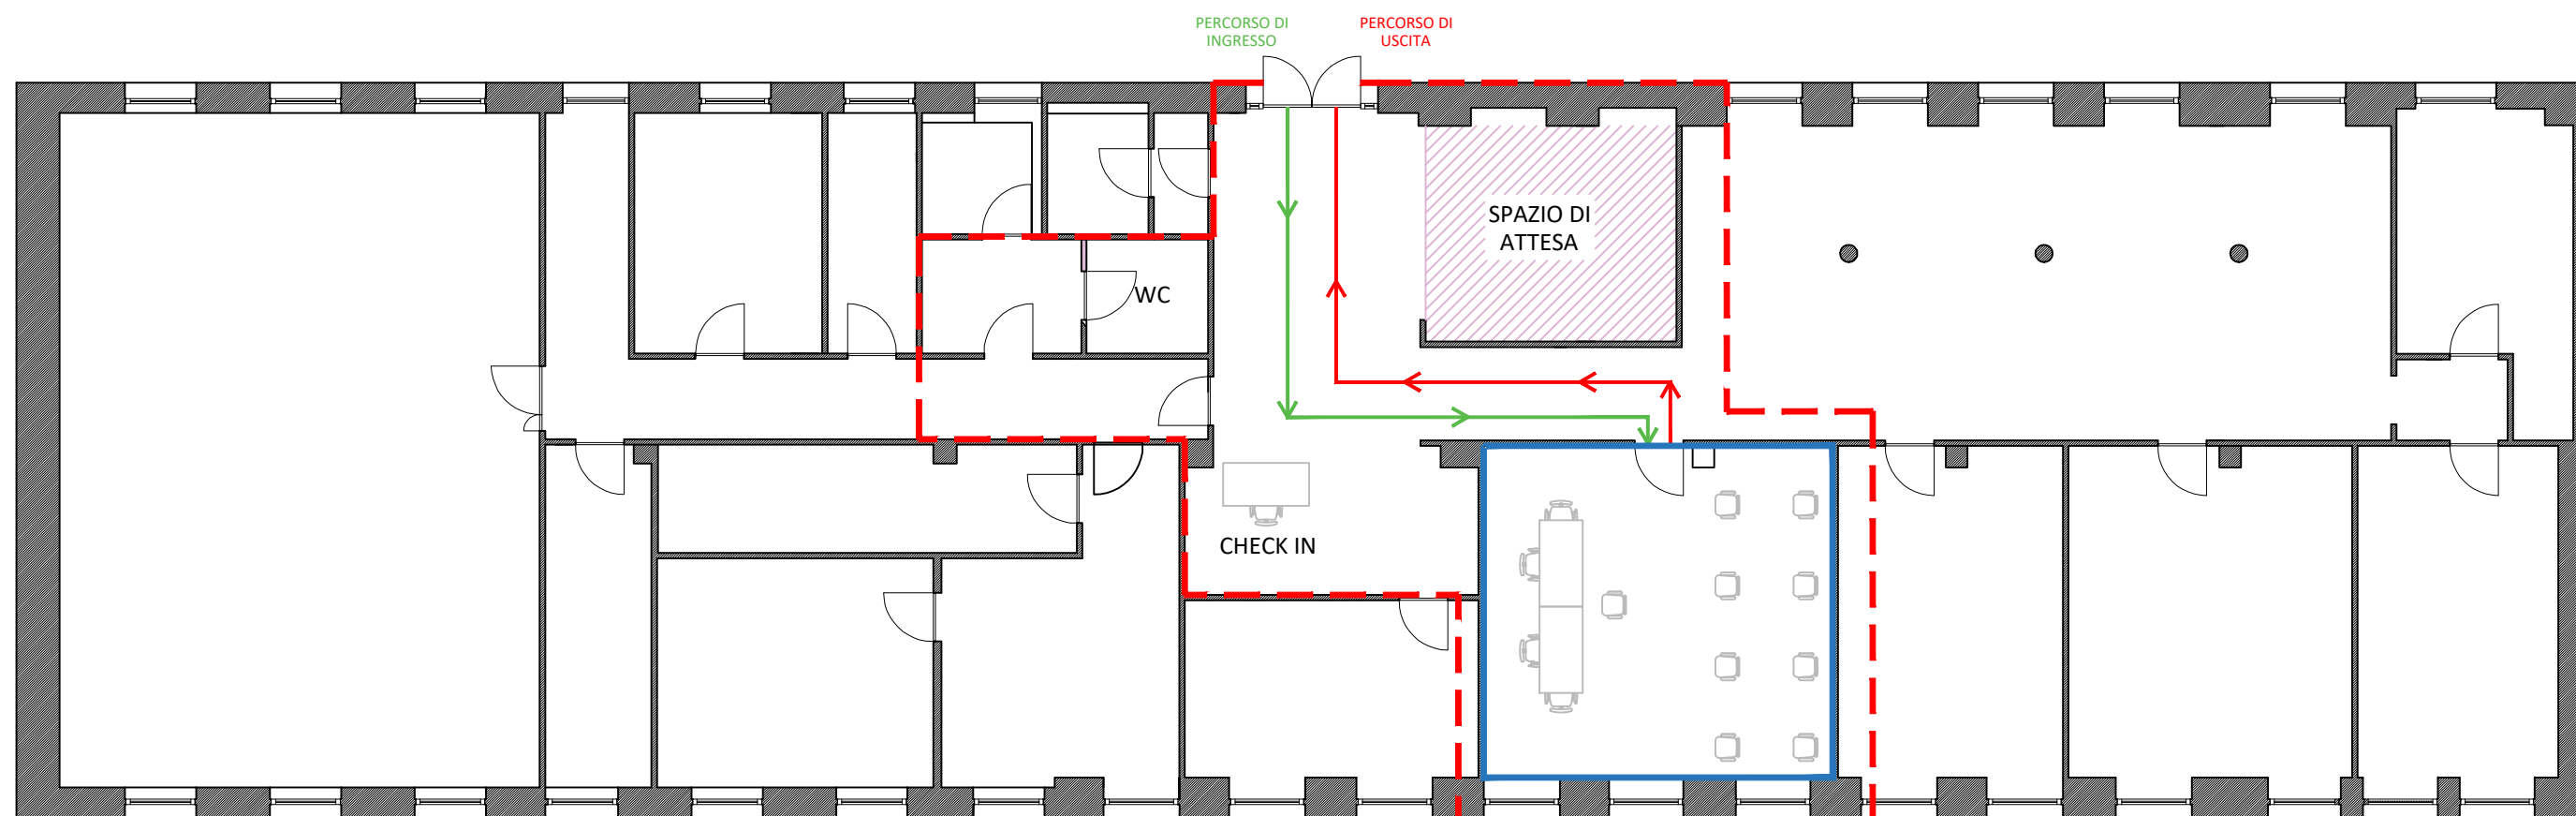 PERCORSO DI
INGRESSO
PERCORSO DI
USCITA
SPAZIO DI
ATTESA
WC
CHECK IN